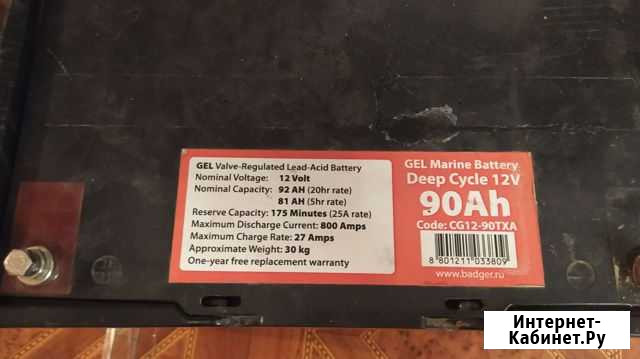 GEL Valve-Regulated Lead-Acid Battery
Nominal Voltage: 12 Volt
Nominal Capacity: 92 AH (20hr rate)
81 AH (5hr rate)
Reserve Capacity: 175 Minutes (25A rate)
Maximum Discharge Current: 800 Amps
Maximum Charge Rate: 27 Amps
Approximate Weight: 30 kg
One-year free replacement warranty
GEL Marine Battery
Deep Cycle 12V
90Ah
Code: CG12-90TXA
8 801211 033809
www.badger.ru
Интернет-
Кабинет.Ру